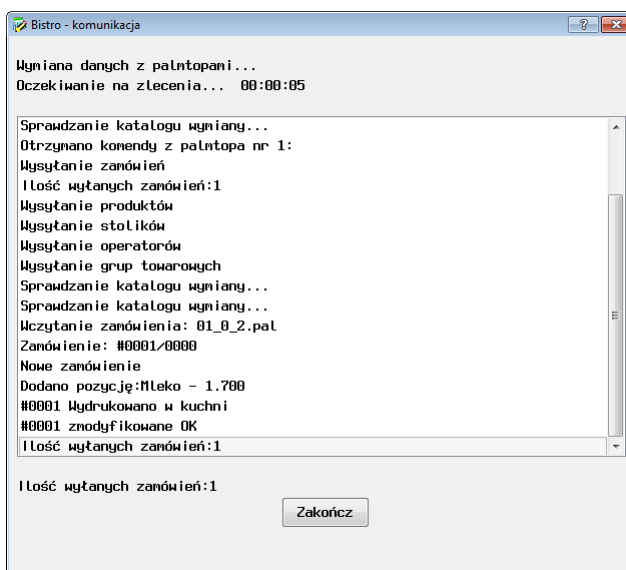 Bistro - komunikacja
Wymiana danych z palmtopami...
Oczekiwanie na zlecenia... 00:00:05
Sprawdzanie katalogu wymiany...
Otrzymano komendy z palmtopa nr 1:
Wysyłanie zamówień
Ilość wyłanych zamówień:1
Wysyłanie produktów
Wysyłanie stolików
Wysyłanie operatorów
Wysyłanie grup towarowych
Sprawdzanie katalogu wymiany...
Sprawdzanie katalogu wymiany...
Wczytanie zamówienia: 01_0_2.pal
Zamówienie: #0001/0000
Nowe zamówienie
Dodano pozycję:Mleko - 1.700
#0001 Wydrukowano w kuchni
#0001 zmodyfikowane OK
Ilość wyłanych zamówień:1
Ilość wyłanych zamówień:1
Zakończ